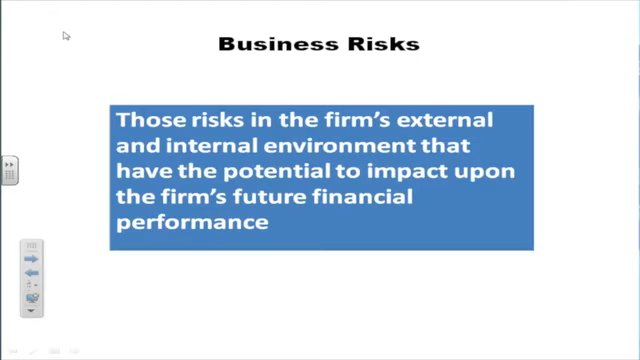 Business Risks
Those risks in the firm's external
and internal environment that
have the potential to impact upon
the firm's future financial
performance